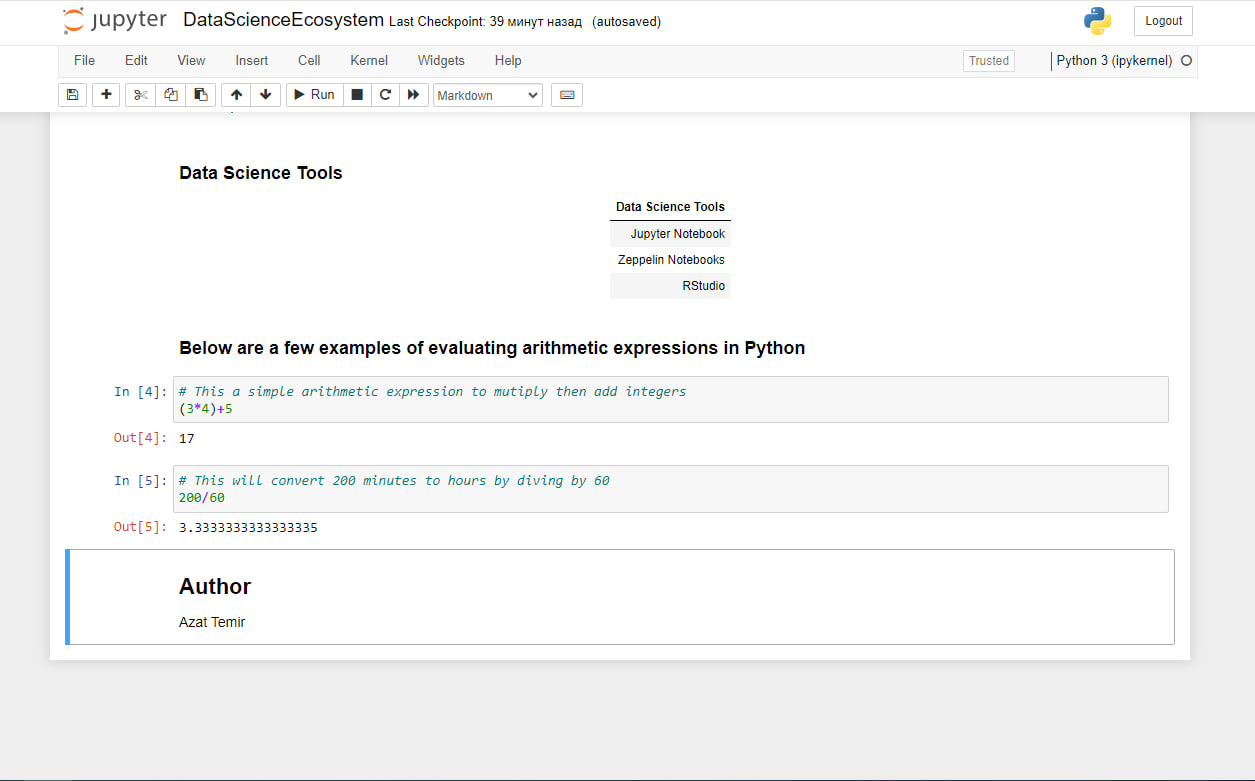 jupyter DataScienceEcosystem Last Checkpoint: 39 минут назад (autosaved) Logout
File Edit View Insert Cell Kernel Widgets Help Trusted Python 3 (ipykernel)
Run Markdown
Data Science Tools
Data Science Tools
Jupyter Notebook
Zeppelin Notebooks
RStudio
Below are a few examples of evaluating arithmetic expressions in Python
In [4]: # This a simple arithmetic expression to mutiply then add integers
(3*4)+5
Out[4]: 17
In [5]: # This will convert 200 minutes to hours by diving by 60
200/60
Out[5]: 3.3333333333333335
Author
Azat Temir